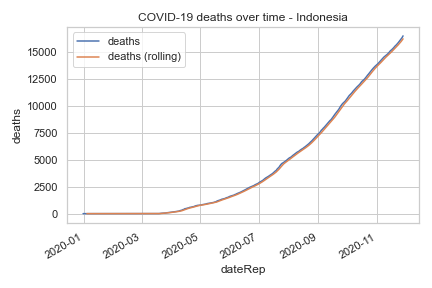 COVID-19 deaths over time - Indonesia
deaths
deaths (rolling)
15000
12500
10000
7500
5000
2500
0
deaths
2020-01
2020-03
2020-05
2020-07
2020-09
2020-11
dateRep